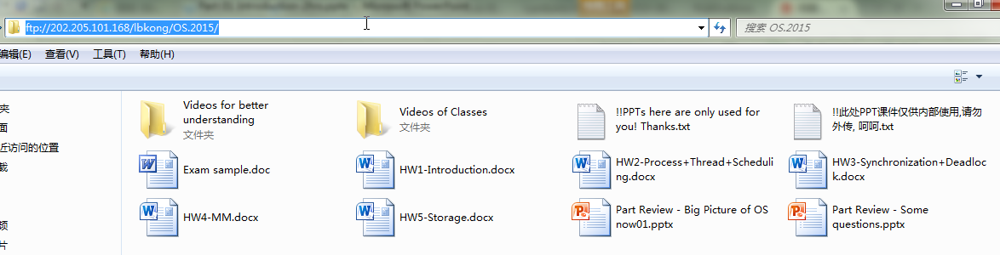 ftp://202.205.101.168/lbkong/OS.2015/
搜索 OS.2015
编辑(E) 查看(V) 工具(T) 帮助(H)
夹
面
近访问的位置
载
频
片
Videos for better
understanding
文件夹
Videos of Classes
文件夹
!!PPTs here are only used for
you! Thanks.txt
!!此处PPT课件仅供内部使用,请勿
外传, 呵呵.txt
Exam sample.doc
HW1-Introduction.docx
HW2-Process+Thread+Scheduli
ng.docx
HW3-Synchronization+Deadloc
k.docx
HW4-MM.docx
HW5-Storage.docx
Part Review - Big Picture of OS
now01.pptx
Part Review - Some
questions.pptx